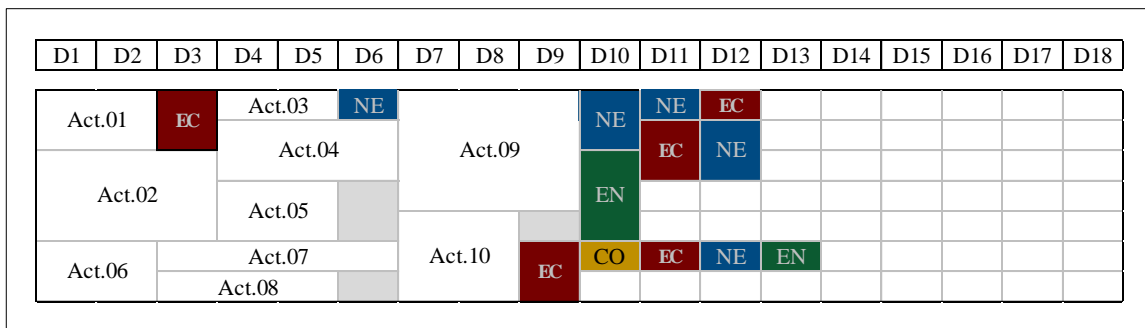 D1 D2 D3 D4 D5 D6 D7 D8 D9 D10 D11 D12 D13 D14 D15 D16 D17 D18
Act.03 NE NE EC
Act.01 EC NE
Act.04 Act.09 EC NE
Act.02 EN
Act.05
Act.07 CO EC NE EN
Act.06 Act.10 EC
Act.08